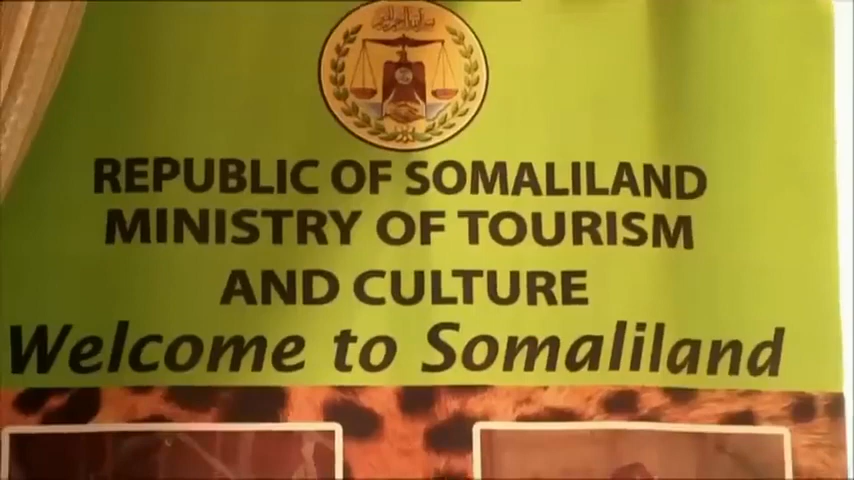 REPUBLIC OF SOMALILAND
MINISTRY OF TOURISM
AND CULTURE
Welcome to Somaliland